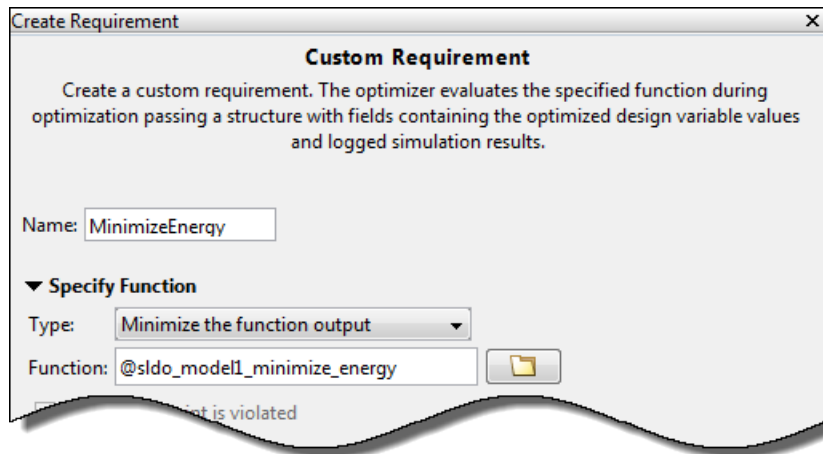 Create Requirement
Custom Requirement
Create a custom requirement. The optimizer evaluates the specified function during
optimization passing a structure with fields containing the optimized design variable values
and logged simulation results.
Name: MinimizeEnergy
Specify Function
Type: Minimize the function output
Function: @sldo_model1_minimize_energy
is violated